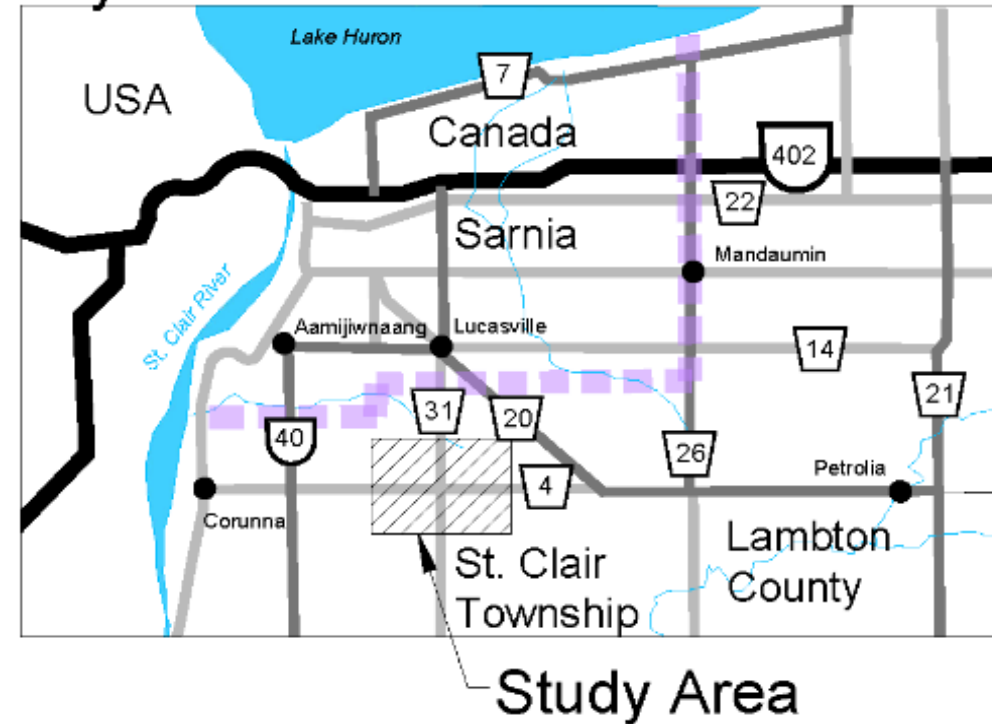 Lake Huron
7
USA
Canada
402
22
Sarnia
Mandaumin
St. Clair River
Aamijiwnaang
Lucasville
14
21
31
20
40
26
Petrolia
4
Corunna
Lambton
County
St. Clair
Township
Study Area